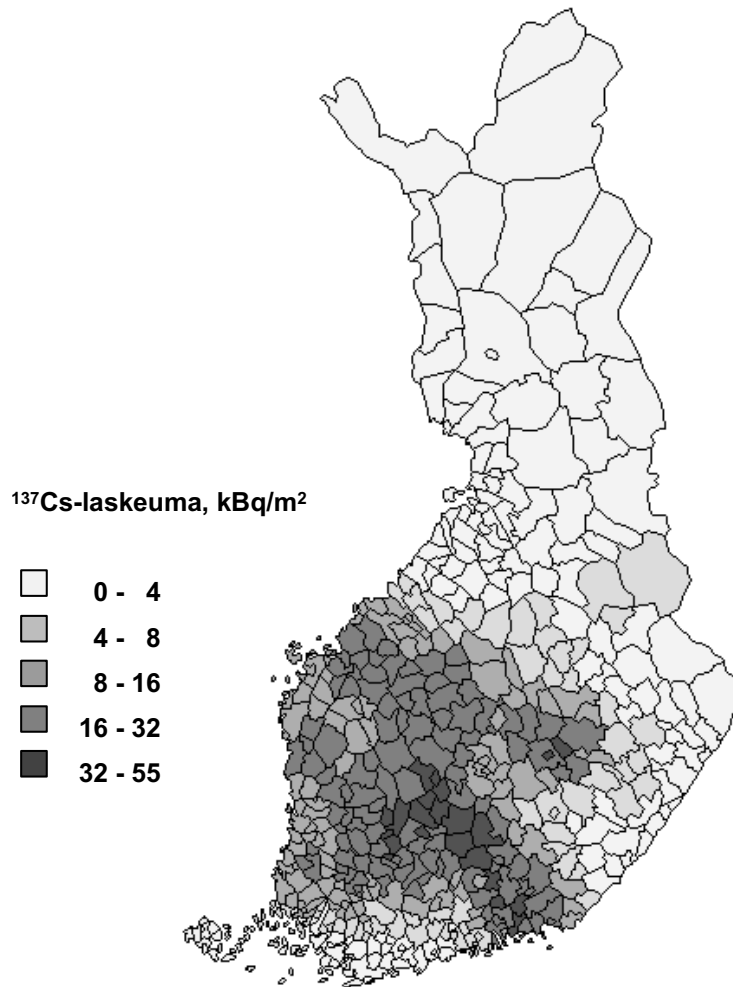 ¹³⁷Cs-laskeuma, kBq/m²
0 - 4
4 - 8
8 - 16
16 - 32
32 - 55